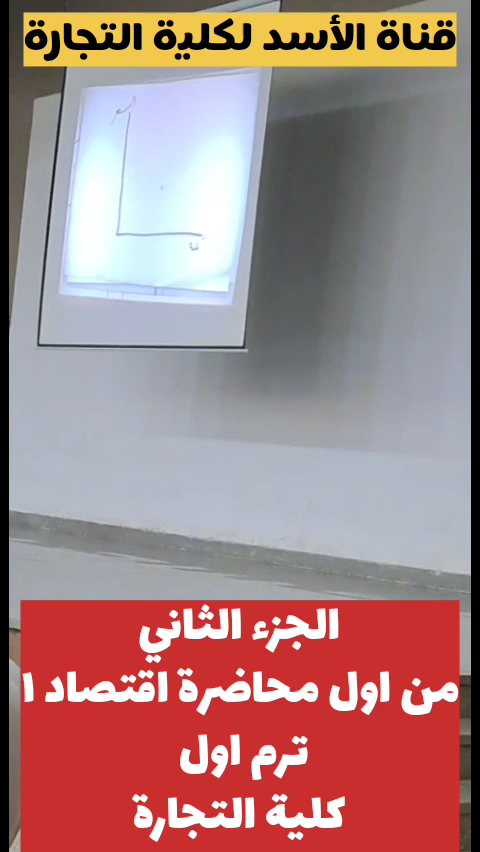 قناة الأسد لكلية التجارة
الجزء الثاني
من اول محاضرة اقتصاد ١
ترم اول
كلية التجارة